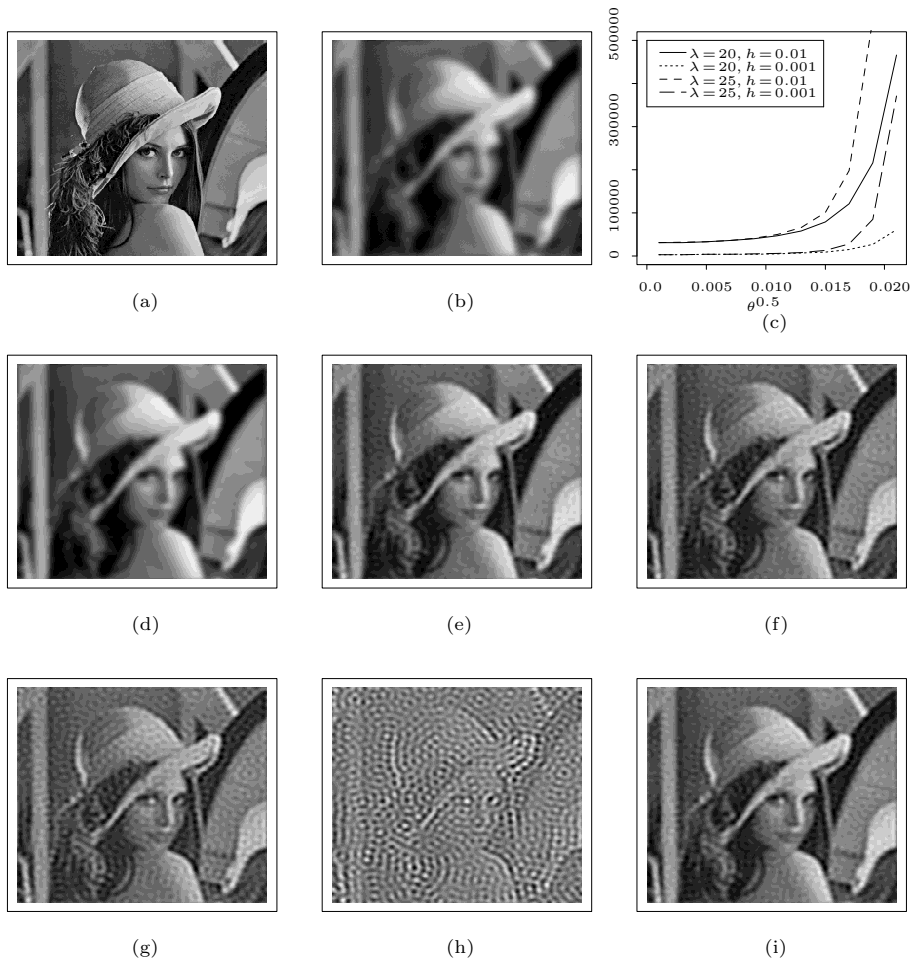 (a)
(b)
500000
300000
100000
0
λ = 20, h = 0.01
λ = 20, h = 0.001
λ = 25, h = 0.01
λ = 25, h = 0.001
0.0 0.005 0.010 0.015 0.020
θ^0.5
(c)
(d)
(e)
(f)
(g)
(h)
(i)